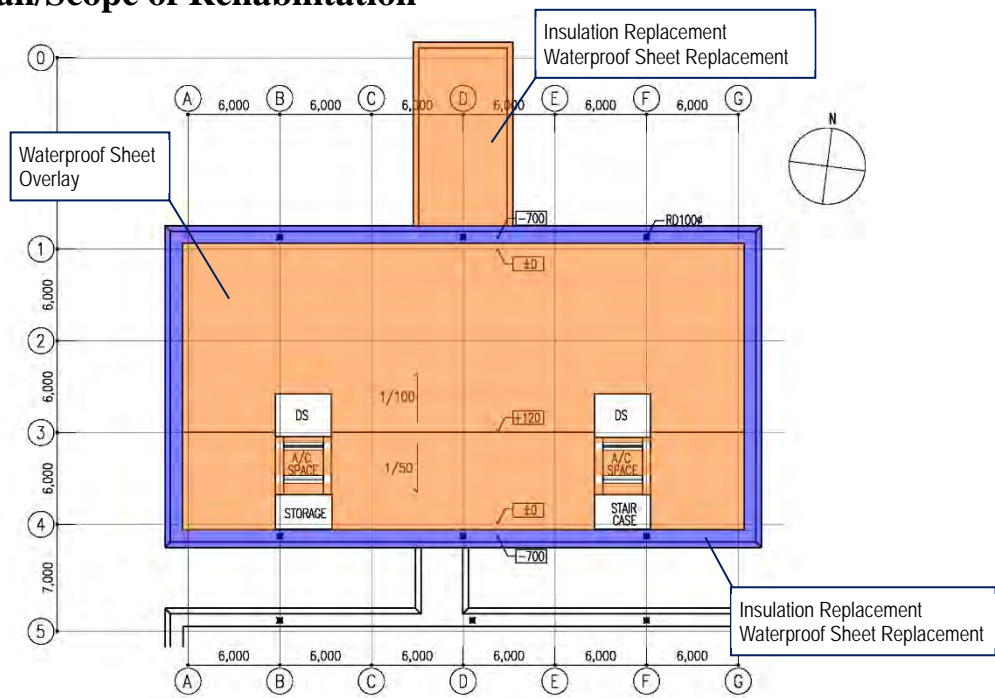 an/Scope of Rehabilitation
Insulation Replacement
Waterproof Sheet Replacement
0
A 6,000 B 6,000 C 6,000 D 6,000 E 6,000 F 6,000 G
N
Waterproof Sheet
Overlay
-700
RD100ø
1
±0
6,000
2
6,000
1/100
DS
DS
+120
3
A/C
SPACE
1/50
A/C
SPACE
6,000
STORAGE
±0
STAIR
CASE
4
-700
7,000
Insulation Replacement
Waterproof Sheet Replacement
5
6,000 6,000 6,000 6,000 6,000 6,000
A B C D E F G